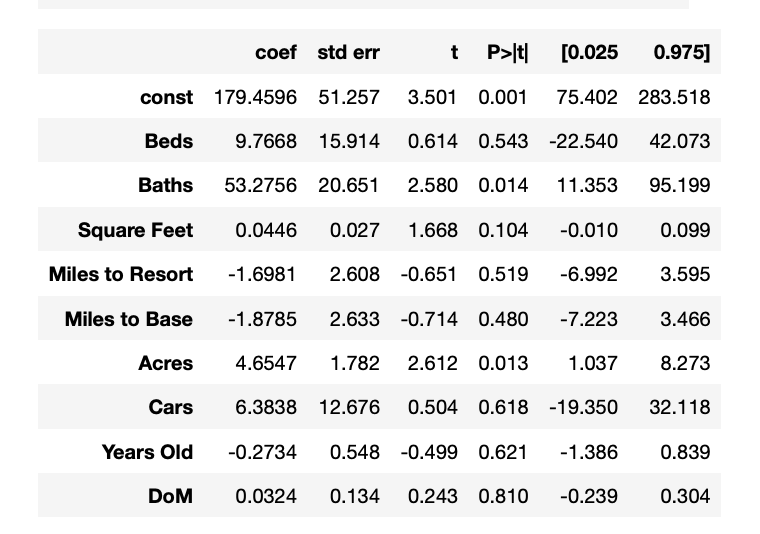 coef std err t P>|t| [0.025 0.975]
const 179.4596 51.257 3.501 0.001 75.402 283.518
Beds 9.7668 15.914 0.614 0.543 -22.540 42.073
Baths 53.2756 20.651 2.580 0.014 11.353 95.199
Square Feet 0.0446 0.027 1.668 0.104 -0.010 0.099
Miles to Resort -1.6981 2.608 -0.651 0.519 -6.992 3.595
Miles to Base -1.8785 2.633 -0.714 0.480 -7.223 3.466
Acres 4.6547 1.782 2.612 0.013 1.037 8.273
Cars 6.3838 12.676 0.504 0.618 -19.350 32.118
Years Old -0.2734 0.548 -0.499 0.621 -1.386 0.839
DoM 0.0324 0.134 0.243 0.810 -0.239 0.304